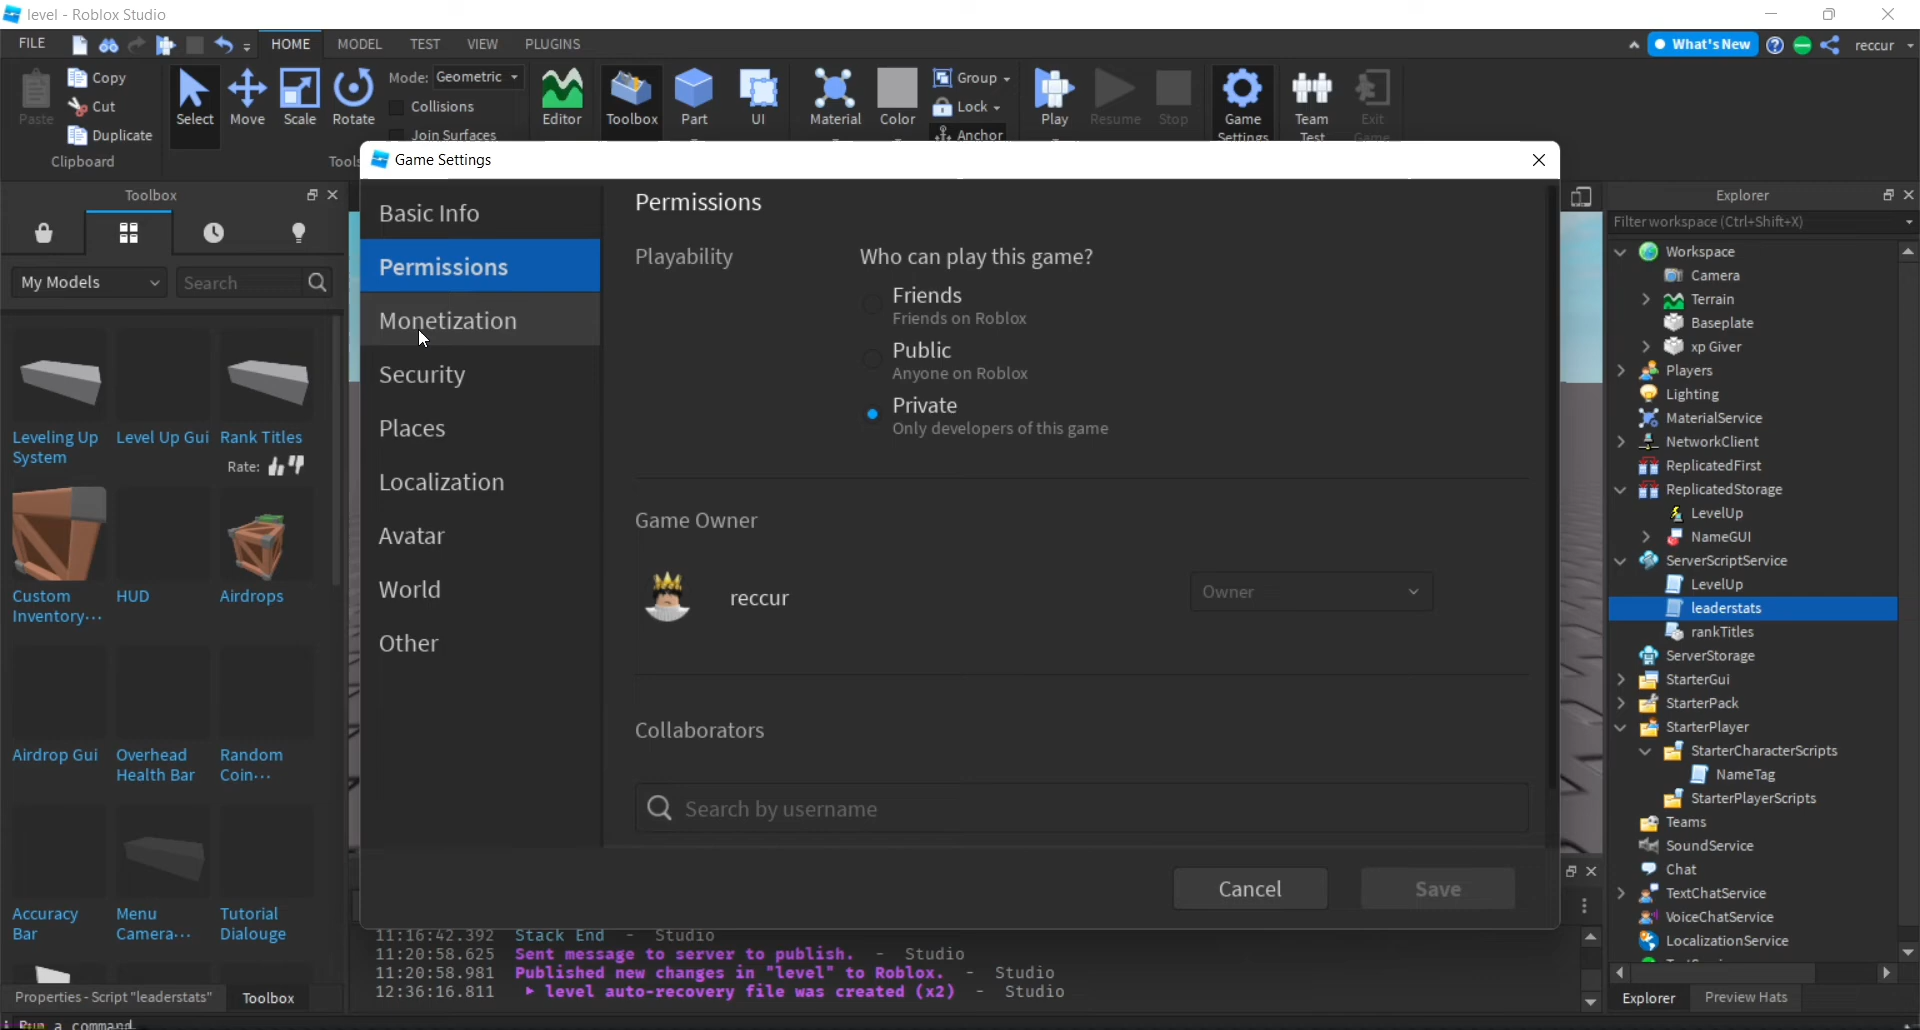 level - Roblox Studio
FILE
HOME
MODEL
TEST
VIEW
PLUGINS
What's New
reccur
Paste
Copy
Cut
Duplicate
Clipboard
Select
Move
Scale
Rotate
Mode: Geometric
Collisions
Join Surfaces
Tools
Editor
Toolbox
Part
UI
Material
Color
Group
Lock
Anchor
Play
Resume
Stop
Game Settings
Team Test
Exit Game
Toolbox
My Models
Search
Leveling Up System
Level Up Gui
Rank Titles
Rate:
Custom Inventory...
HUD
Airdrops
Airdrop Gui
Overhead Health Bar
Random Coin...
Accuracy Bar
Menu Camera...
Tutorial Dialouge
Properties - Script "leaderstats"
Toolbox
Run a command
Game Settings
Basic Info
Permissions
Monetization
Security
Places
Localization
Avatar
World
Other
Permissions
Playability
Who can play this game?
Friends
Friends on Roblox
Public
Anyone on Roblox
Private
Only developers of this game
Game Owner
reccur
Owner
Collaborators
Search by username
Cancel
Save
11:16:42.392 Stack End - Studio
11:20:58.625 Sent message to server to publish. - Studio
11:20:58.981 Published new changes in "level" to Roblox. - Studio
12:36:16.811 ▶ level auto-recovery file was created (x2) - Studio
Explorer
Filter workspace (Ctrl+Shift+X)
Workspace
Camera
Terrain
Baseplate
xp Giver
Players
Lighting
MaterialService
NetworkClient
ReplicatedFirst
ReplicatedStorage
LevelUp
NameGUI
ServerScriptService
LevelUp
leaderstats
rankTitles
ServerStorage
StarterGui
StarterPack
StarterPlayer
StarterCharacterScripts
NameTag
StarterPlayerScripts
Teams
SoundService
Chat
TextChatService
VoiceChatService
LocalizationService
Explorer
Preview Hats